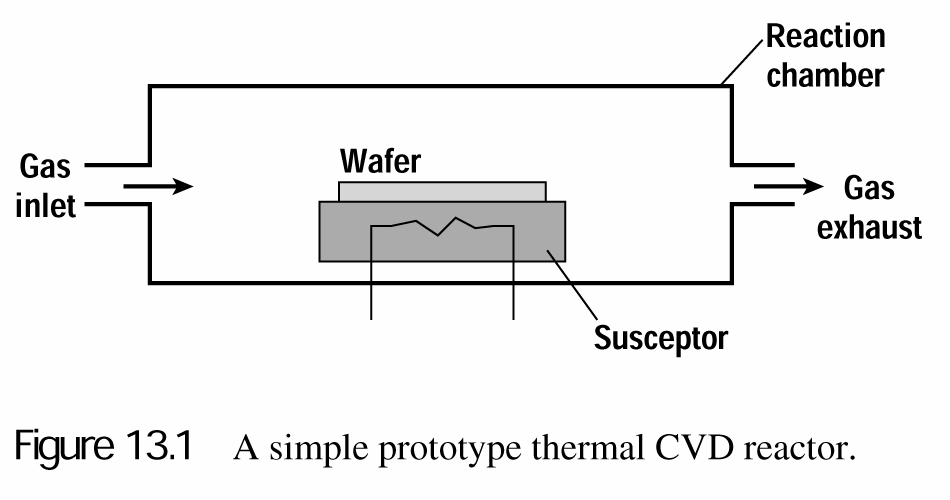 Reaction
chamber
Gas
inlet
Wafer
Gas
exhaust
Susceptor
Figure 13.1 A simple prototype thermal CVD reactor.